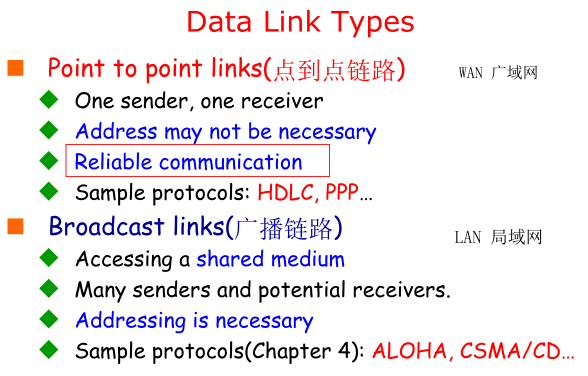 Data Link Types
Point to point links(点到点链路)
WAN 广域网
One sender, one receiver
Address may not be necessary
Reliable communication
Sample protocols: HDLC, PPP…
Broadcast links(广播链路)
LAN 局域网
Accessing a shared medium
Many senders and potential receivers.
Addressing is necessary
Sample protocols(Chapter 4): ALOHA, CSMA/CD…